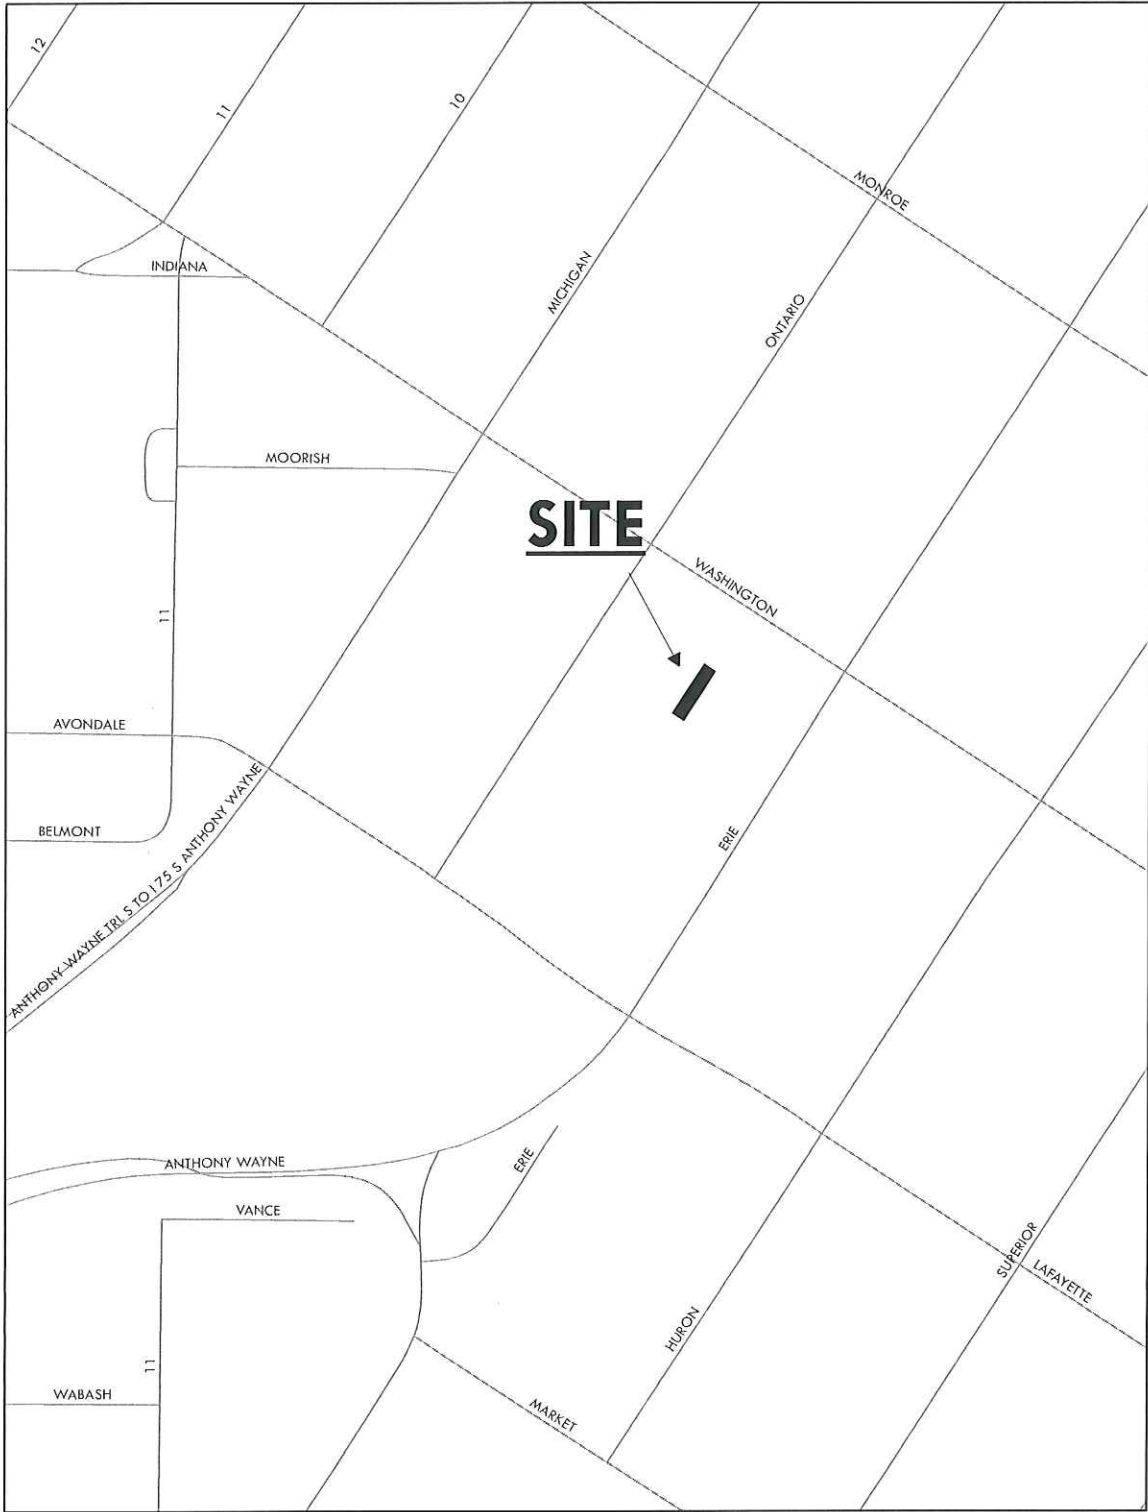 12
11
10
MONROE
INDIANA
MICHIGAN
ONTARIO
MOORISH
SITE
WASHINGTON
11
AVONDALE
BELMONT
ANTHONY WAYNE TRL S TO I 75 S ANTHONY WAYNE
ERIE
ANTHONY WAYNE
ERIE
VANCE
SUPERIOR
LAFAYETTE
HURON
11
WABASH
MARKET